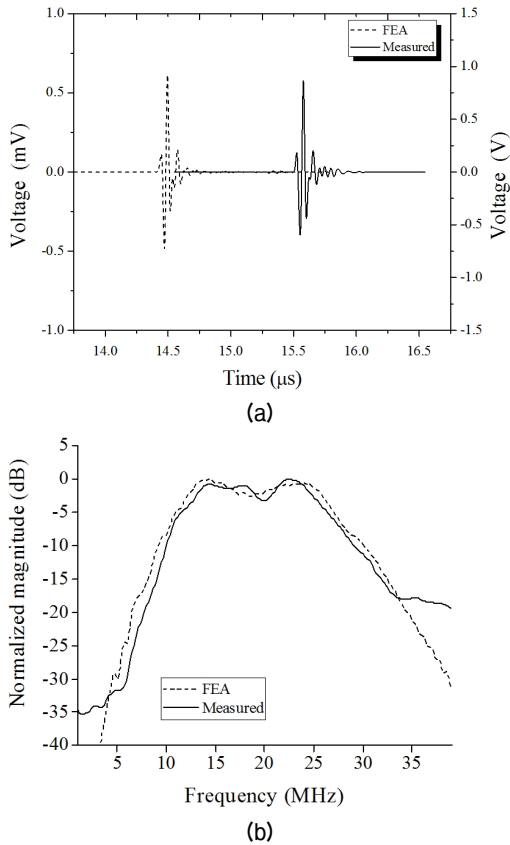 1.0
0.5
0.0
-0.5
-1.0
Voltage (mV)
1.5
1.0
0.5
0.0
-0.5
-1.0
-1.5
Voltage (V)
FEA
Measured
14.0 14.5 15.0 15.5 16.0 16.5
Time (μs)
(a)
5
0
-5
-10
-15
-20
-25
-30
-35
-40
Normalized magnitude (dB)
FEA
Measured
5 10 15 20 25 30 35
Frequency (MHz)
(b)